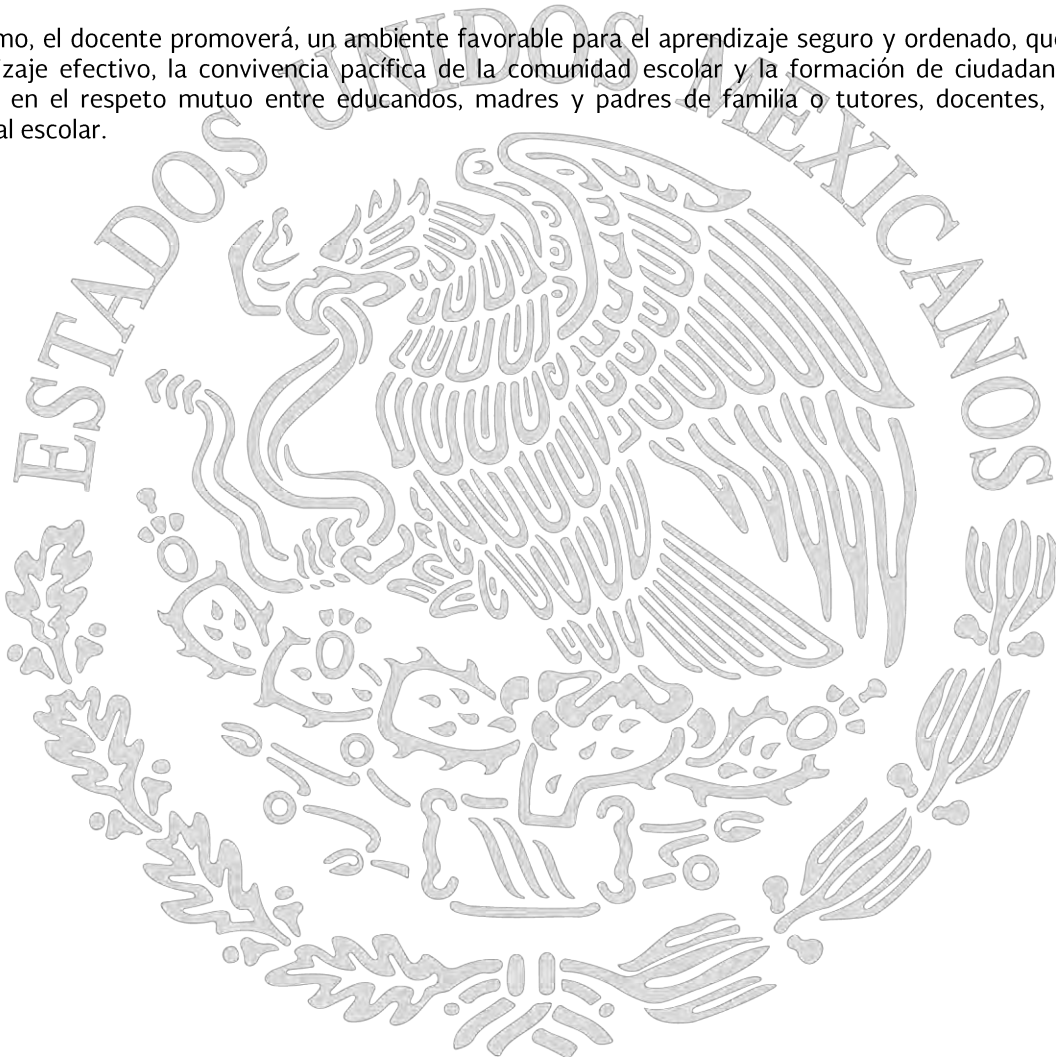 mo, el docente promoverá, un ambiente favorable para el aprendizaje seguro y ordenado, que
izaje efectivo, la convivencia pacífica de la comunidad escolar y la formación de ciudadan
en el respeto mutuo entre educandos, madres y padres de familia o tutores, docentes,
al escolar.
ESTADOS UNIDOS MEXICANOS